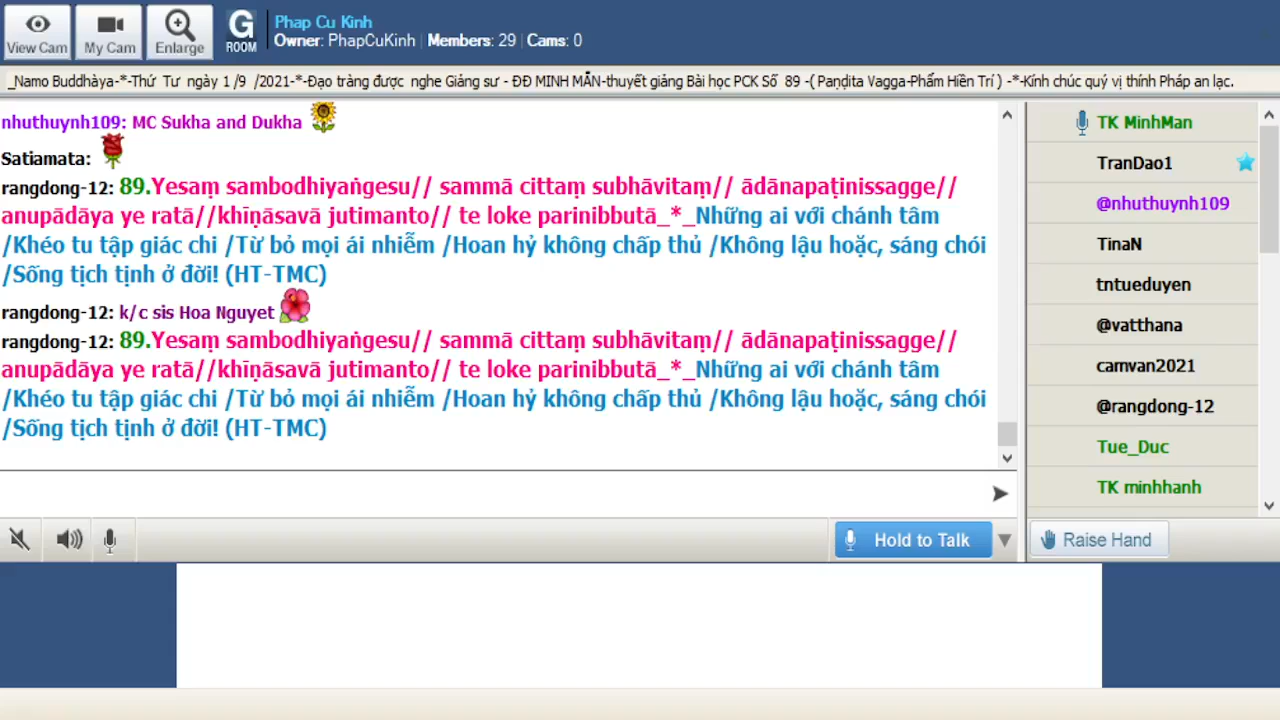 Phap Cu Kinh
Owner: PhapCuKinh | Members: 29 | Cams: 0
View Cam
My Cam
Enlarge
G
ROOM
_Namo Buddhàya-*-Thứ Tư ngày 1 /9 /2021-*-Đạo tràng được nghe Giảng sư - ĐĐ MINH MẪN-thuyết giảng Bài học PCK Số 89 -( Paṇḍita Vagga-Phẩm Hiền Trí ) -*-Kính chúc quý vị thính Pháp an lạc.
nhuthuynh109: MC Sukha and Dukha
Satiamata:
rangdong-12: 89.Yesaṃ sambodhiyaṅgesu// sammā cittaṃ subhāvitaṃ// ādānapaṭinissagge//
anupādāya ye ratā//khīṇāsavā jutimanto// te loke parinibbutā_*_Những ai với chánh tâm
/Khéo tu tập giác chi /Từ bỏ mọi ái nhiễm /Hoan hỷ không chấp thủ /Không lậu hoặc, sáng chói
/Sống tịch tịnh ở đời! (HT-TMC)
rangdong-12: k/c sis Hoa Nguyet
rangdong-12: 89.Yesaṃ sambodhiyaṅgesu// sammā cittaṃ subhāvitaṃ// ādānapaṭinissagge//
anupādāya ye ratā//khīṇāsavā jutimanto// te loke parinibbutā_*_Những ai với chánh tâm
/Khéo tu tập giác chi /Từ bỏ mọi ái nhiễm /Hoan hỷ không chấp thủ /Không lậu hoặc, sáng chói
/Sống tịch tịnh ở đời! (HT-TMC)
TK MinhMan
TranDao1
@nhuthuynh109
TinaN
tntueduyen
@vatthana
camvan2021
@rangdong-12
Tue_Duc
TK minhhanh
Hold to Talk
Raise Hand